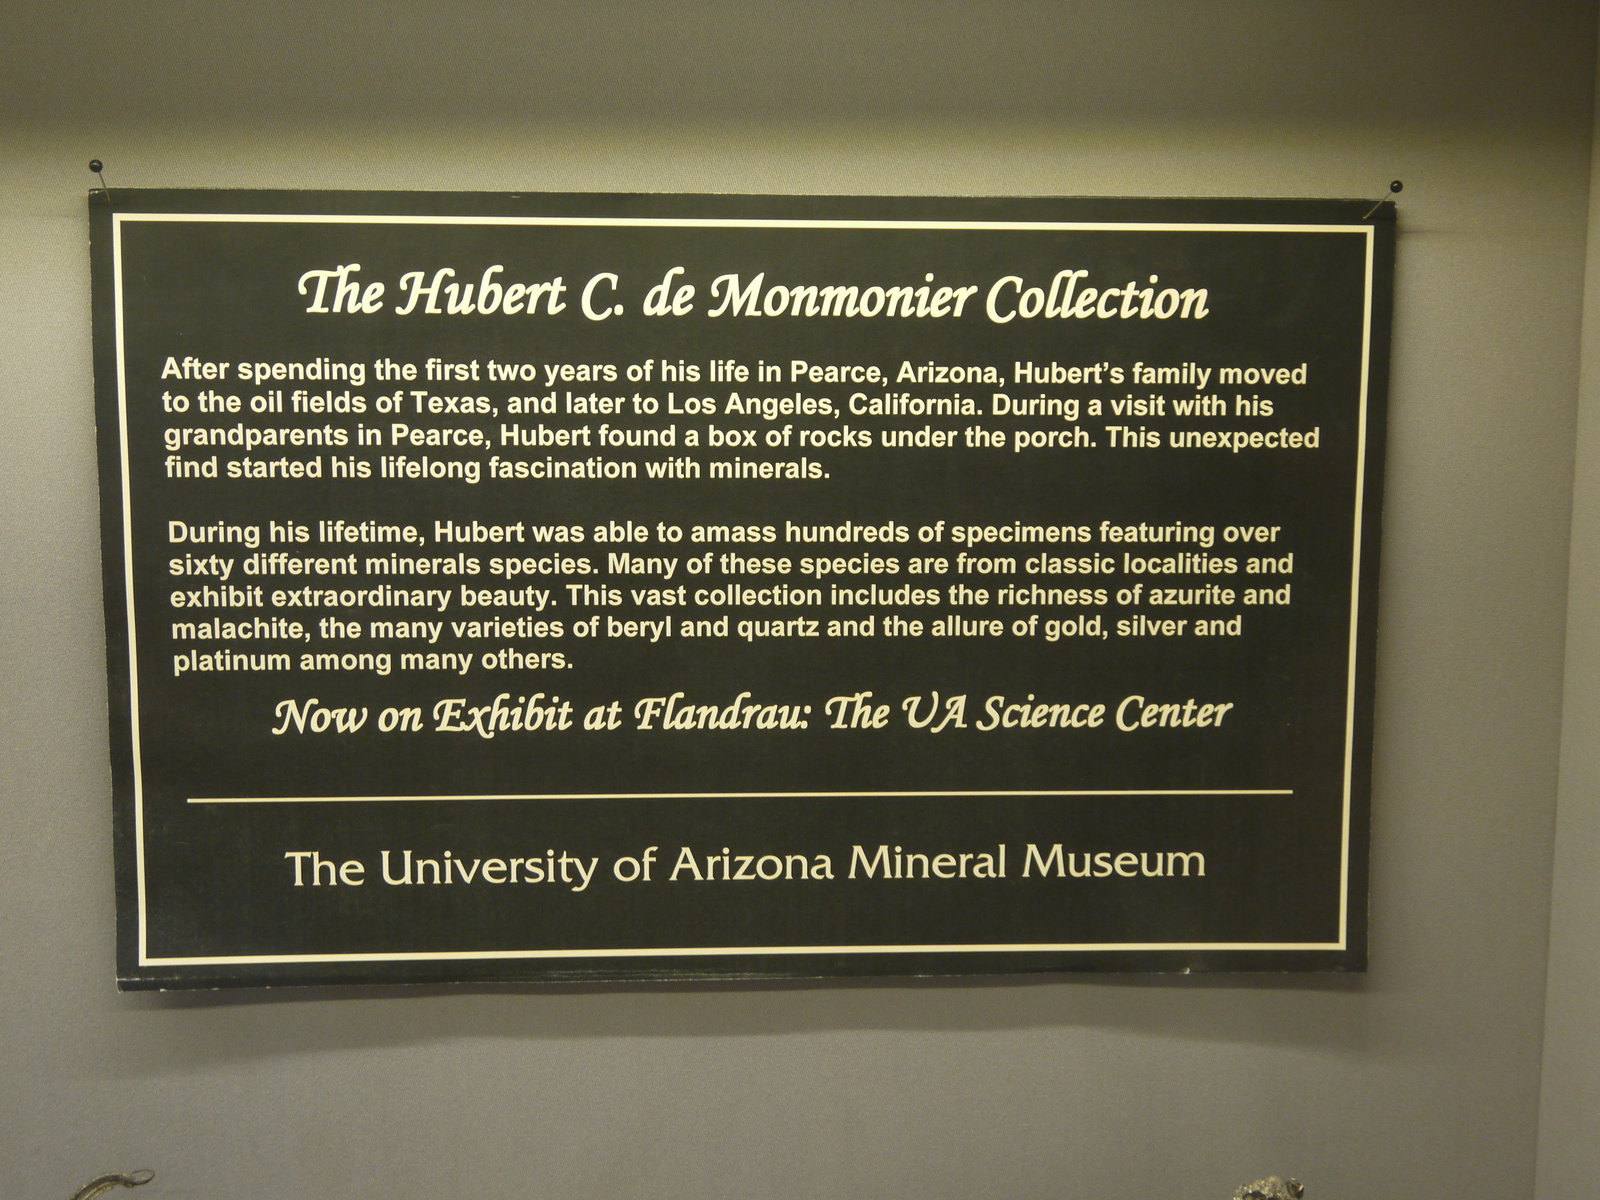 The Hubert C. de Monmonier Collection
After spending the first two years of his life in Pearce, Arizona, Hubert's family moved
to the oil fields of Texas, and later to Los Angeles, California. During a visit with his
grandparents in Pearce, Hubert found a box of rocks under the porch. This unexpected
find started his lifelong fascination with minerals.
During his lifetime, Hubert was able to amass hundreds of specimens featuring over
sixty different minerals species. Many of these species are from classic localities and
exhibit extraordinary beauty. This vast collection includes the richness of azurite and
malachite, the many varieties of beryl and quartz and the allure of gold, silver and
platinum among many others.
Now on Exhibit at Flandrau: The UA Science Center
The University of Arizona Mineral Museum